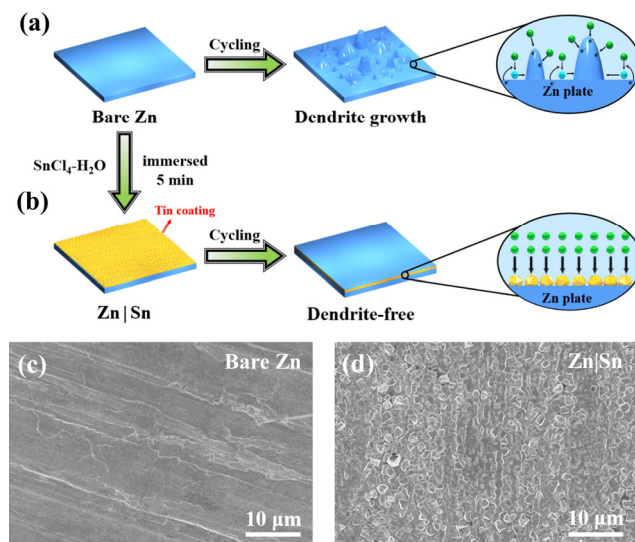 (a)
Cycling
Bare Zn
Dendrite growth
Zn plate
SnCl4-H2O
immersed
5 min
(b)
Tin coating
Cycling
Zn|Sn
Dendrite-free
Zn plate
(c)
Bare Zn
10 μm
(d)
Zn|Sn
10 μm